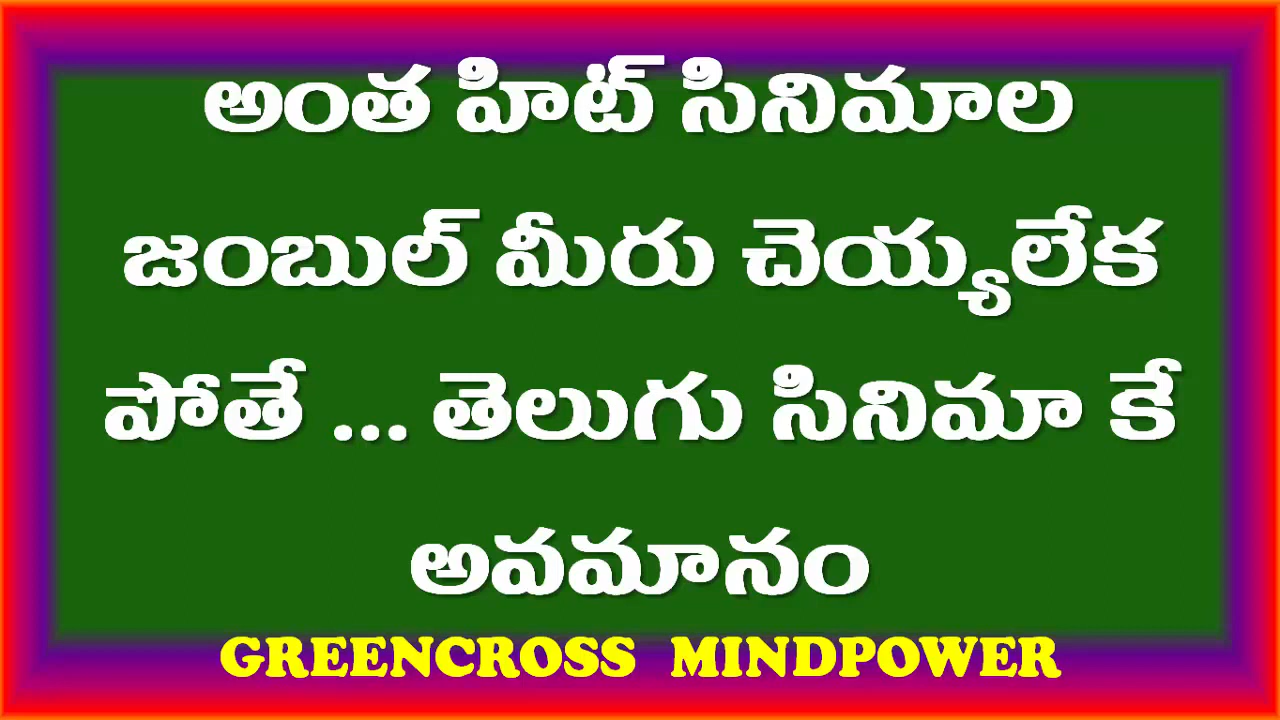 అంత హిట్ సినిమాల
జంబుల్ మీరు చెయ్యలేక
పోతే ... తెలుగు సినిమా కే
అవమానం
GREENCROSS MINDPOWER